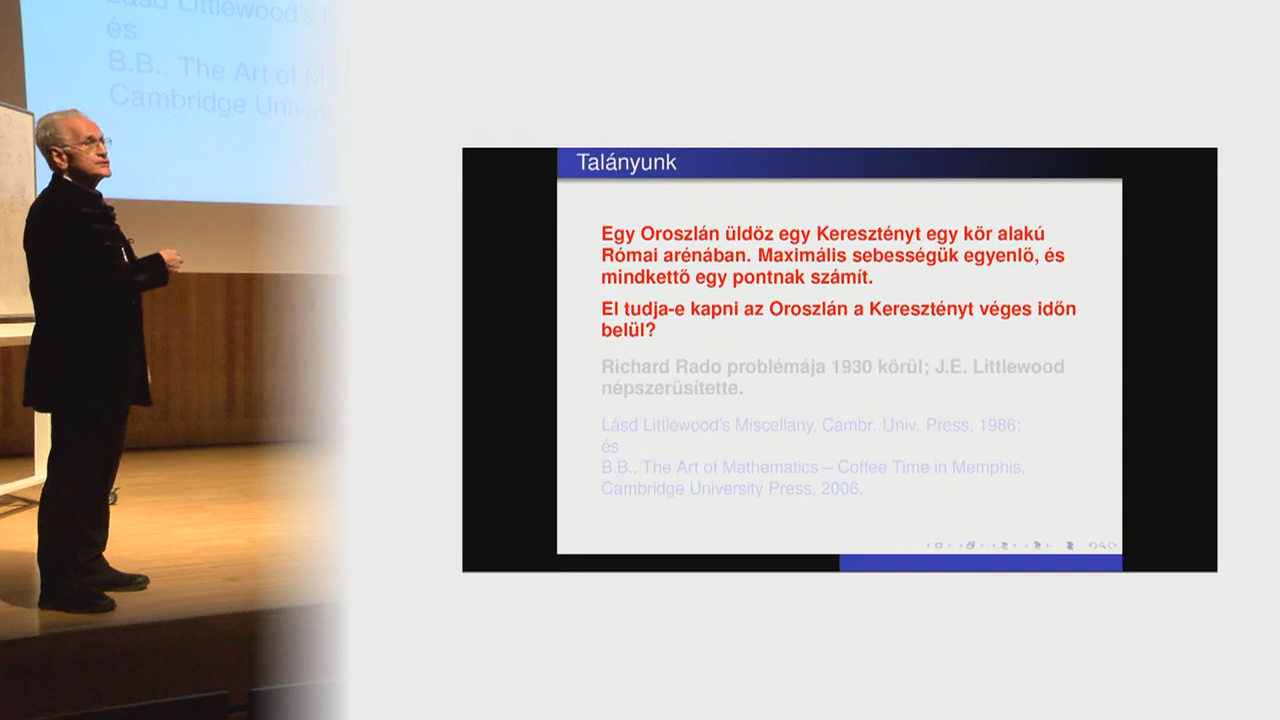 Lásd Littlewood's
és
B.B., The Art of M
Cambridge Univer
Talányunk
Egy Oroszlán üldöz egy Keresztényt egy kör alakú
Római arénában. Maximális sebességük egyenlő, és
mindkettő egy pontnak számít.
El tudja-e kapni az Oroszlán a Keresztényt véges időn
belül?
Richard Rado problémája 1930 körül; J.E. Littlewood
népszerűsítette.
Lásd Littlewood's Miscellany, Cambr. Univ. Press, 1986;
és
B.B., The Art of Mathematics – Coffee Time in Memphis,
Cambridge University Press, 2006.